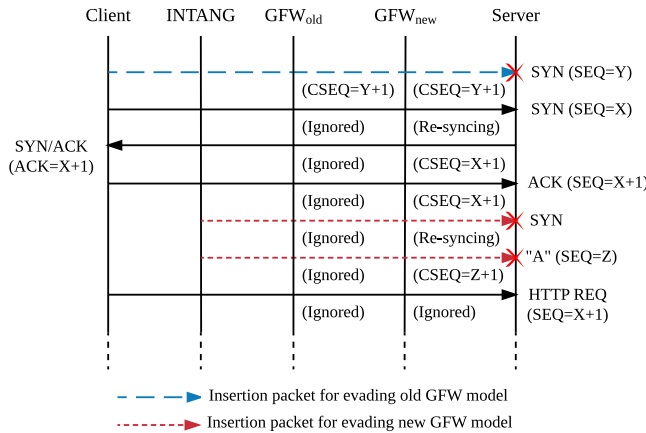 Client INTANG GFWold GFWnew Server
SYN (SEQ=Y)
(CSEQ=Y+1) (CSEQ=Y+1)
SYN (SEQ=X)
(Ignored) (Re-syncing)
SYN/ACK
(ACK=X+1)
(Ignored) (CSEQ=X+1)
ACK (SEQ=X+1)
(Ignored) (CSEQ=X+1)
SYN
(Ignored) (Re-syncing)
"A" (SEQ=Z)
(Ignored) (CSEQ=Z+1)
HTTP REQ
(SEQ=X+1)
(Ignored) (Ignored)
Insertion packet for evading old GFW model
Insertion packet for evading new GFW model